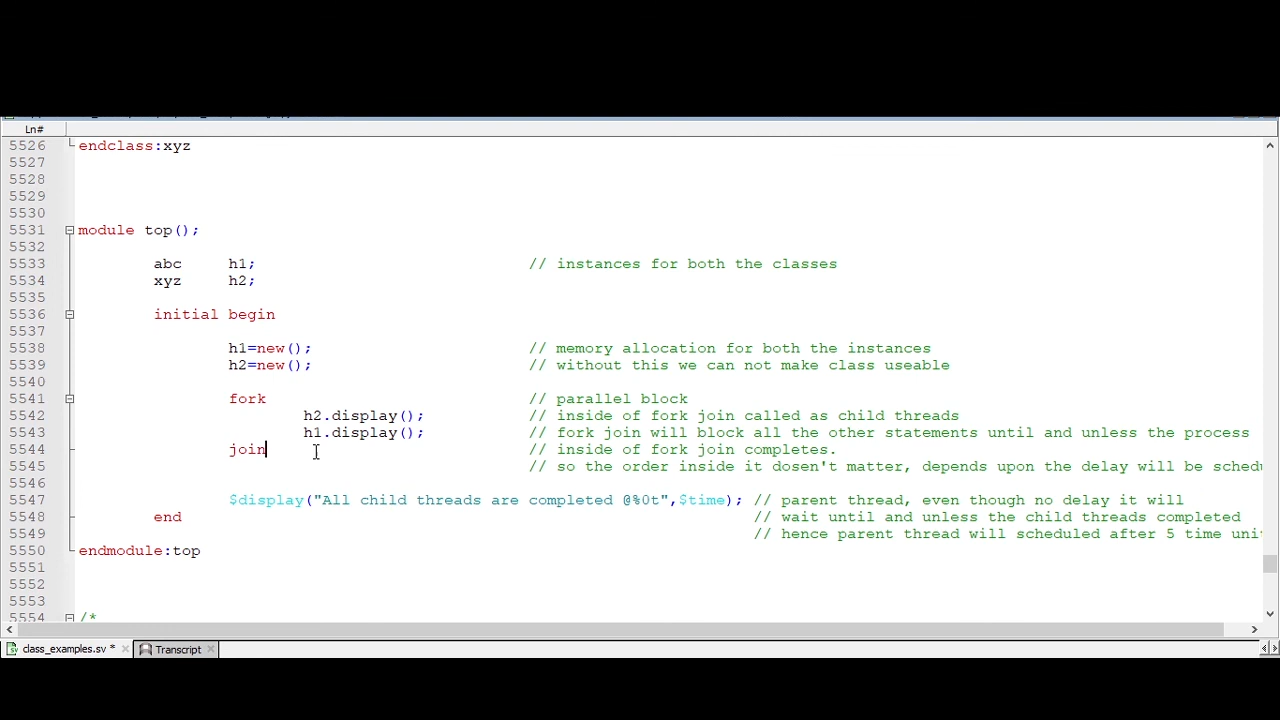 Ln#
5526 endclass:xyz
5527
5528
5529
5530
5531 module top();
5532
5533 abc h1; // instances for both the classes
5534 xyz h2;
5535
5536 initial begin
5537
5538 h1=new(); // memory allocation for both the instances
5539 h2=new(); // without this we can not make class useable
5540
5541 fork // parallel block
5542 h2.display(); // inside of fork join called as child threads
5543 h1.display(); // fork join will block all the other statements until and unless the process
5544 join // inside of fork join completes.
5545 // so the order inside it dosen't matter, depends upon the delay will be schedu
5546
5547 $display("All child threads are completed @%0t",$time); // parent thread, even though no delay it will
5548 end // wait until and unless the child threads completed
5549 // hence parent thread will scheduled after 5 time uni
5550 endmodule:top
5551
5552
5553
5554 /*
class_examples.sv * Transcript